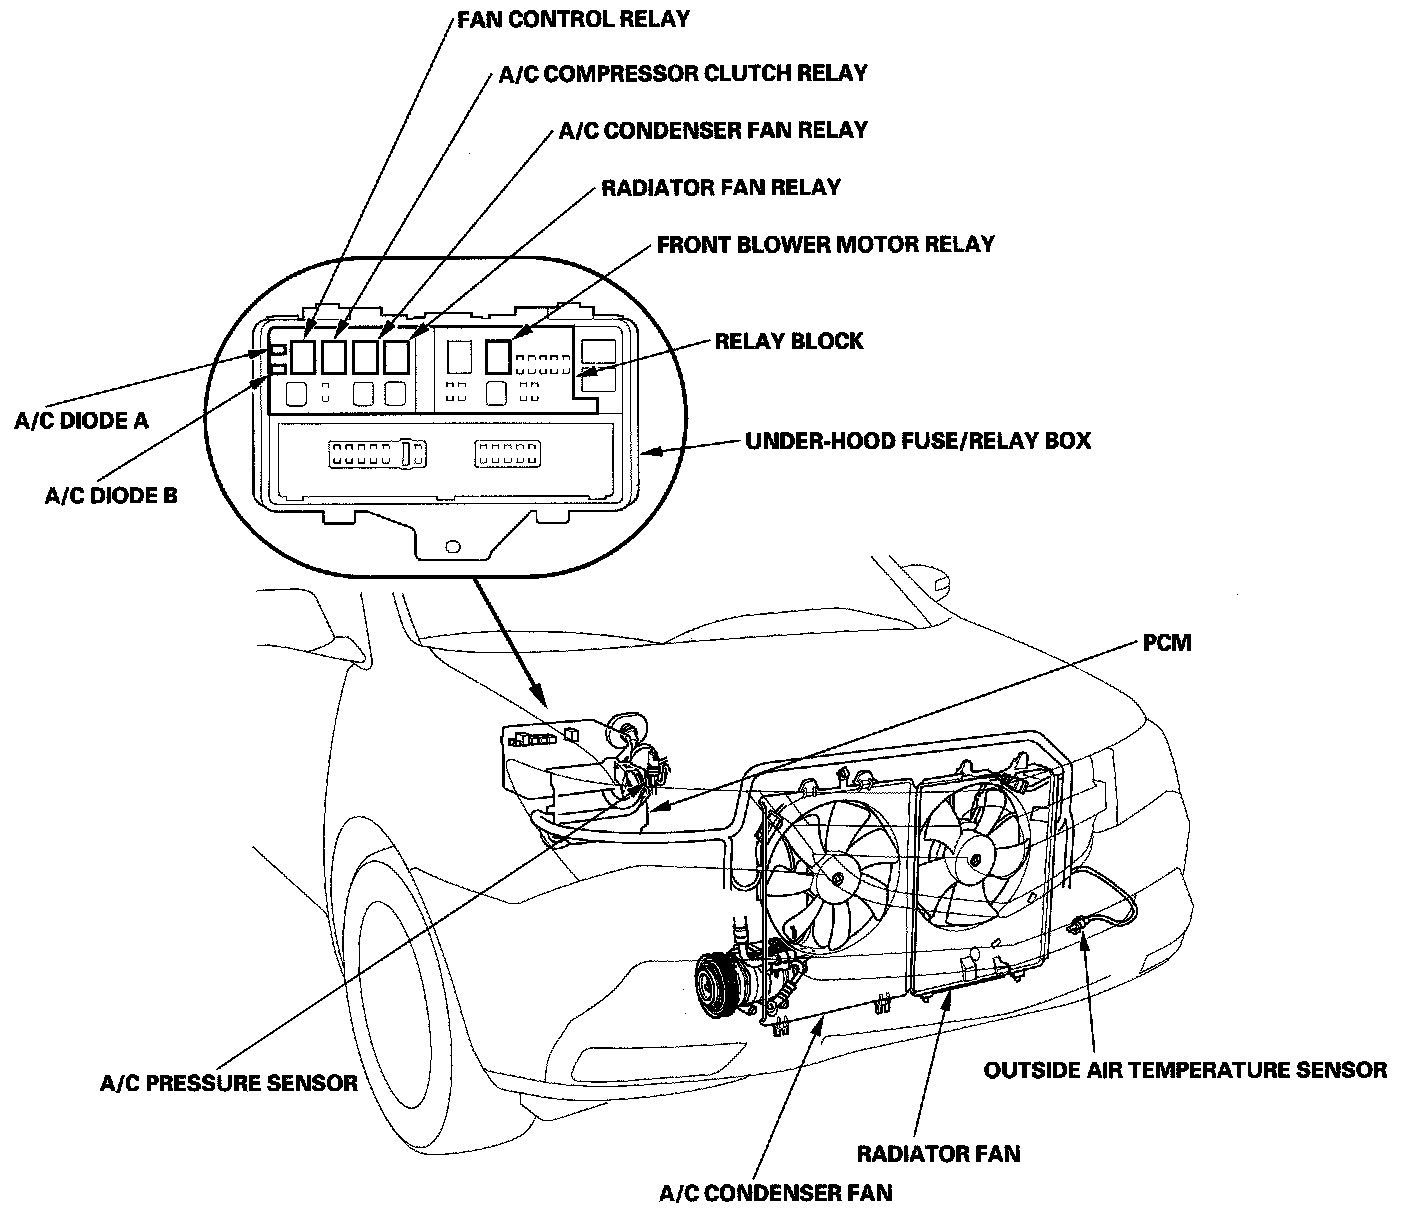 FAN CONTROL RELAY
A/C COMPRESSOR CLUTCH RELAY
A/C CONDENSER FAN RELAY
RADIATOR FAN RELAY
FRONT BLOWER MOTOR RELAY
RELAY BLOCK
A/C DIODE A
UNDER-HOOD FUSE/RELAY BOX
A/C DIODE B
PCM
A/C PRESSURE SENSOR
OUTSIDE AIR TEMPERATURE SENSOR
RADIATOR FAN
A/C CONDENSER FAN